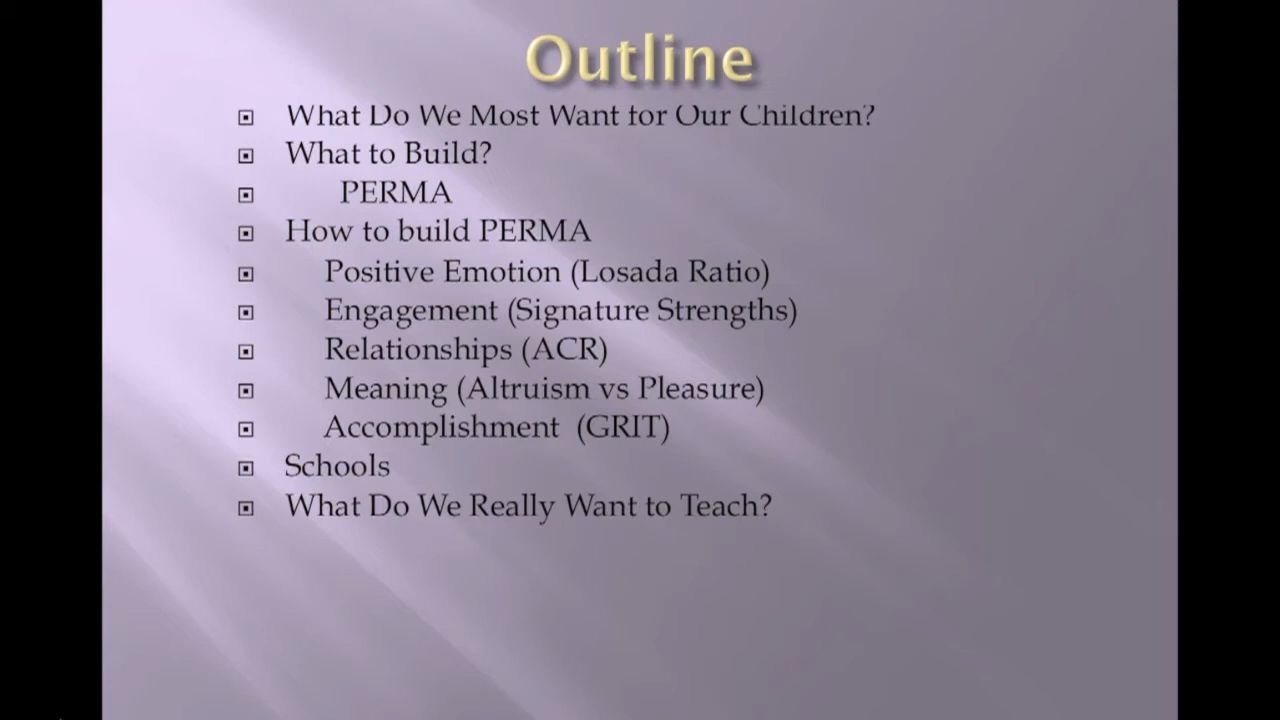 Outline
What Do We Most Want for Our Children?
What to Build?
PERMA
How to build PERMA
Positive Emotion (Losada Ratio)
Engagement (Signature Strengths)
Relationships (ACR)
Meaning (Altruism vs Pleasure)
Accomplishment (GRIT)
Schools
What Do We Really Want to Teach?